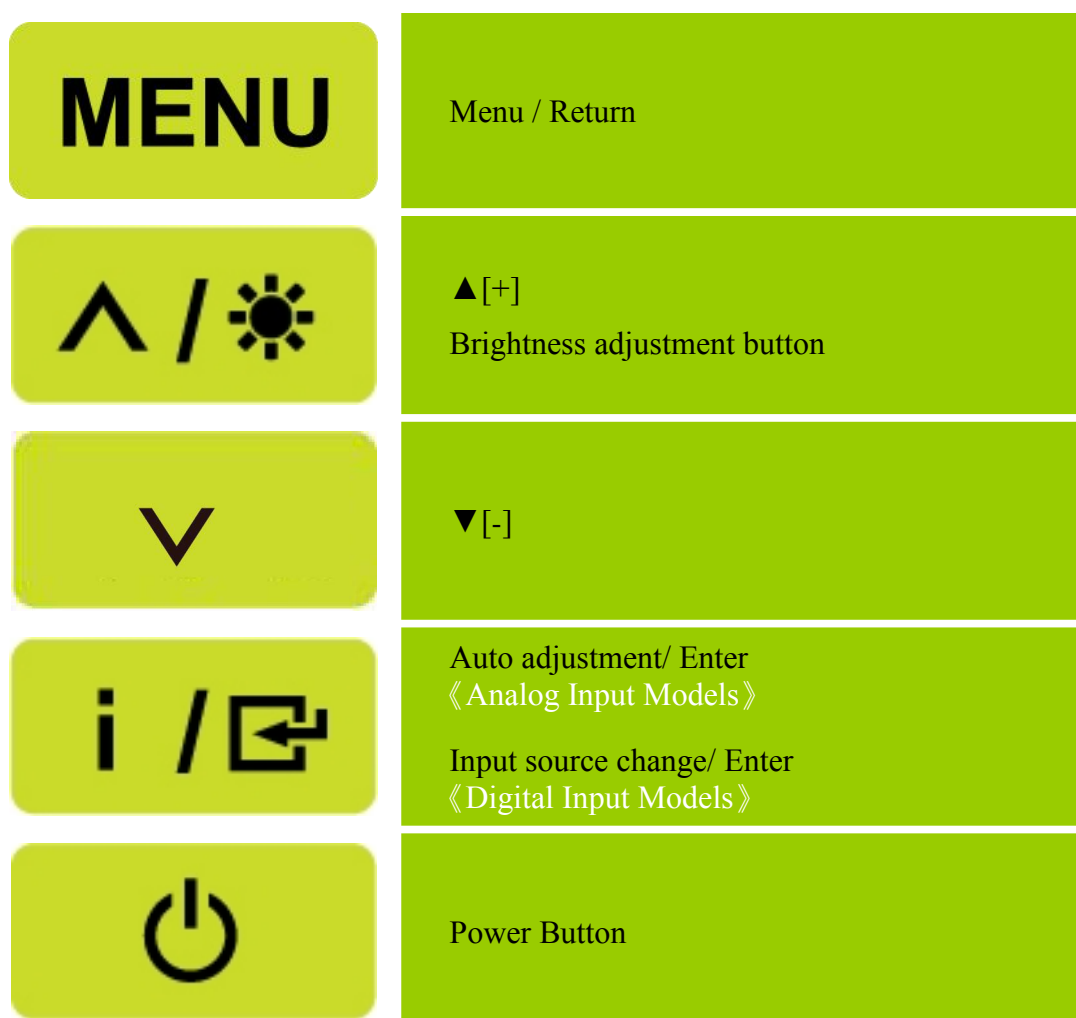 MENU
Menu / Return
/
▲[+]
Brightness adjustment button
▼[-]
i /
Auto adjustment/ Enter
《Analog Input Models》
Input source change/ Enter
《Digital Input Models》
Power Button